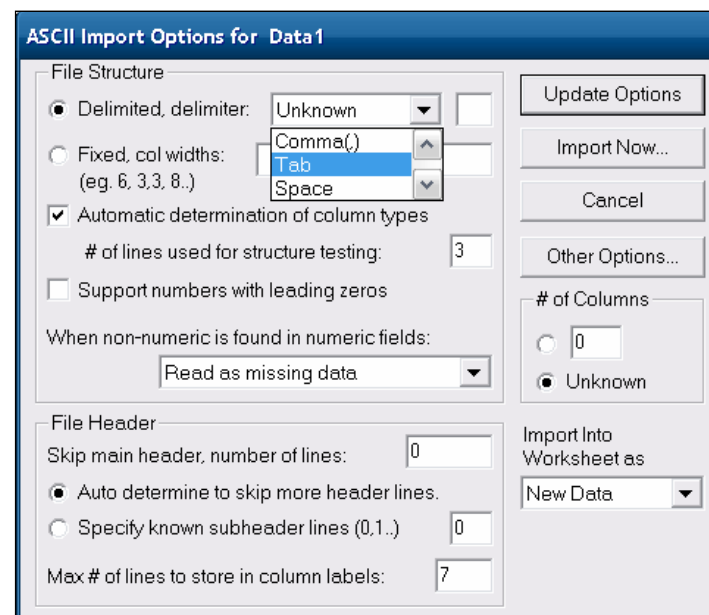 ASCII Import Options for Data1
File Structure
Delimited, delimiter: Unknown
Comma(,)
Tab
Space
Fixed, col widths:
(eg. 6, 3,3, 8..)
Automatic determination of column types
# of lines used for structure testing: 3
Support numbers with leading zeros
When non-numeric is found in numeric fields:
Read as missing data
File Header
Skip main header, number of lines: 0
Auto determine to skip more header lines.
Specify known subheader lines (0,1..) 0
Max # of lines to store in column labels: 7
Update Options
Import Now...
Cancel
Other Options...
# of Columns
0
Unknown
Import Into
Worksheet as
New Data